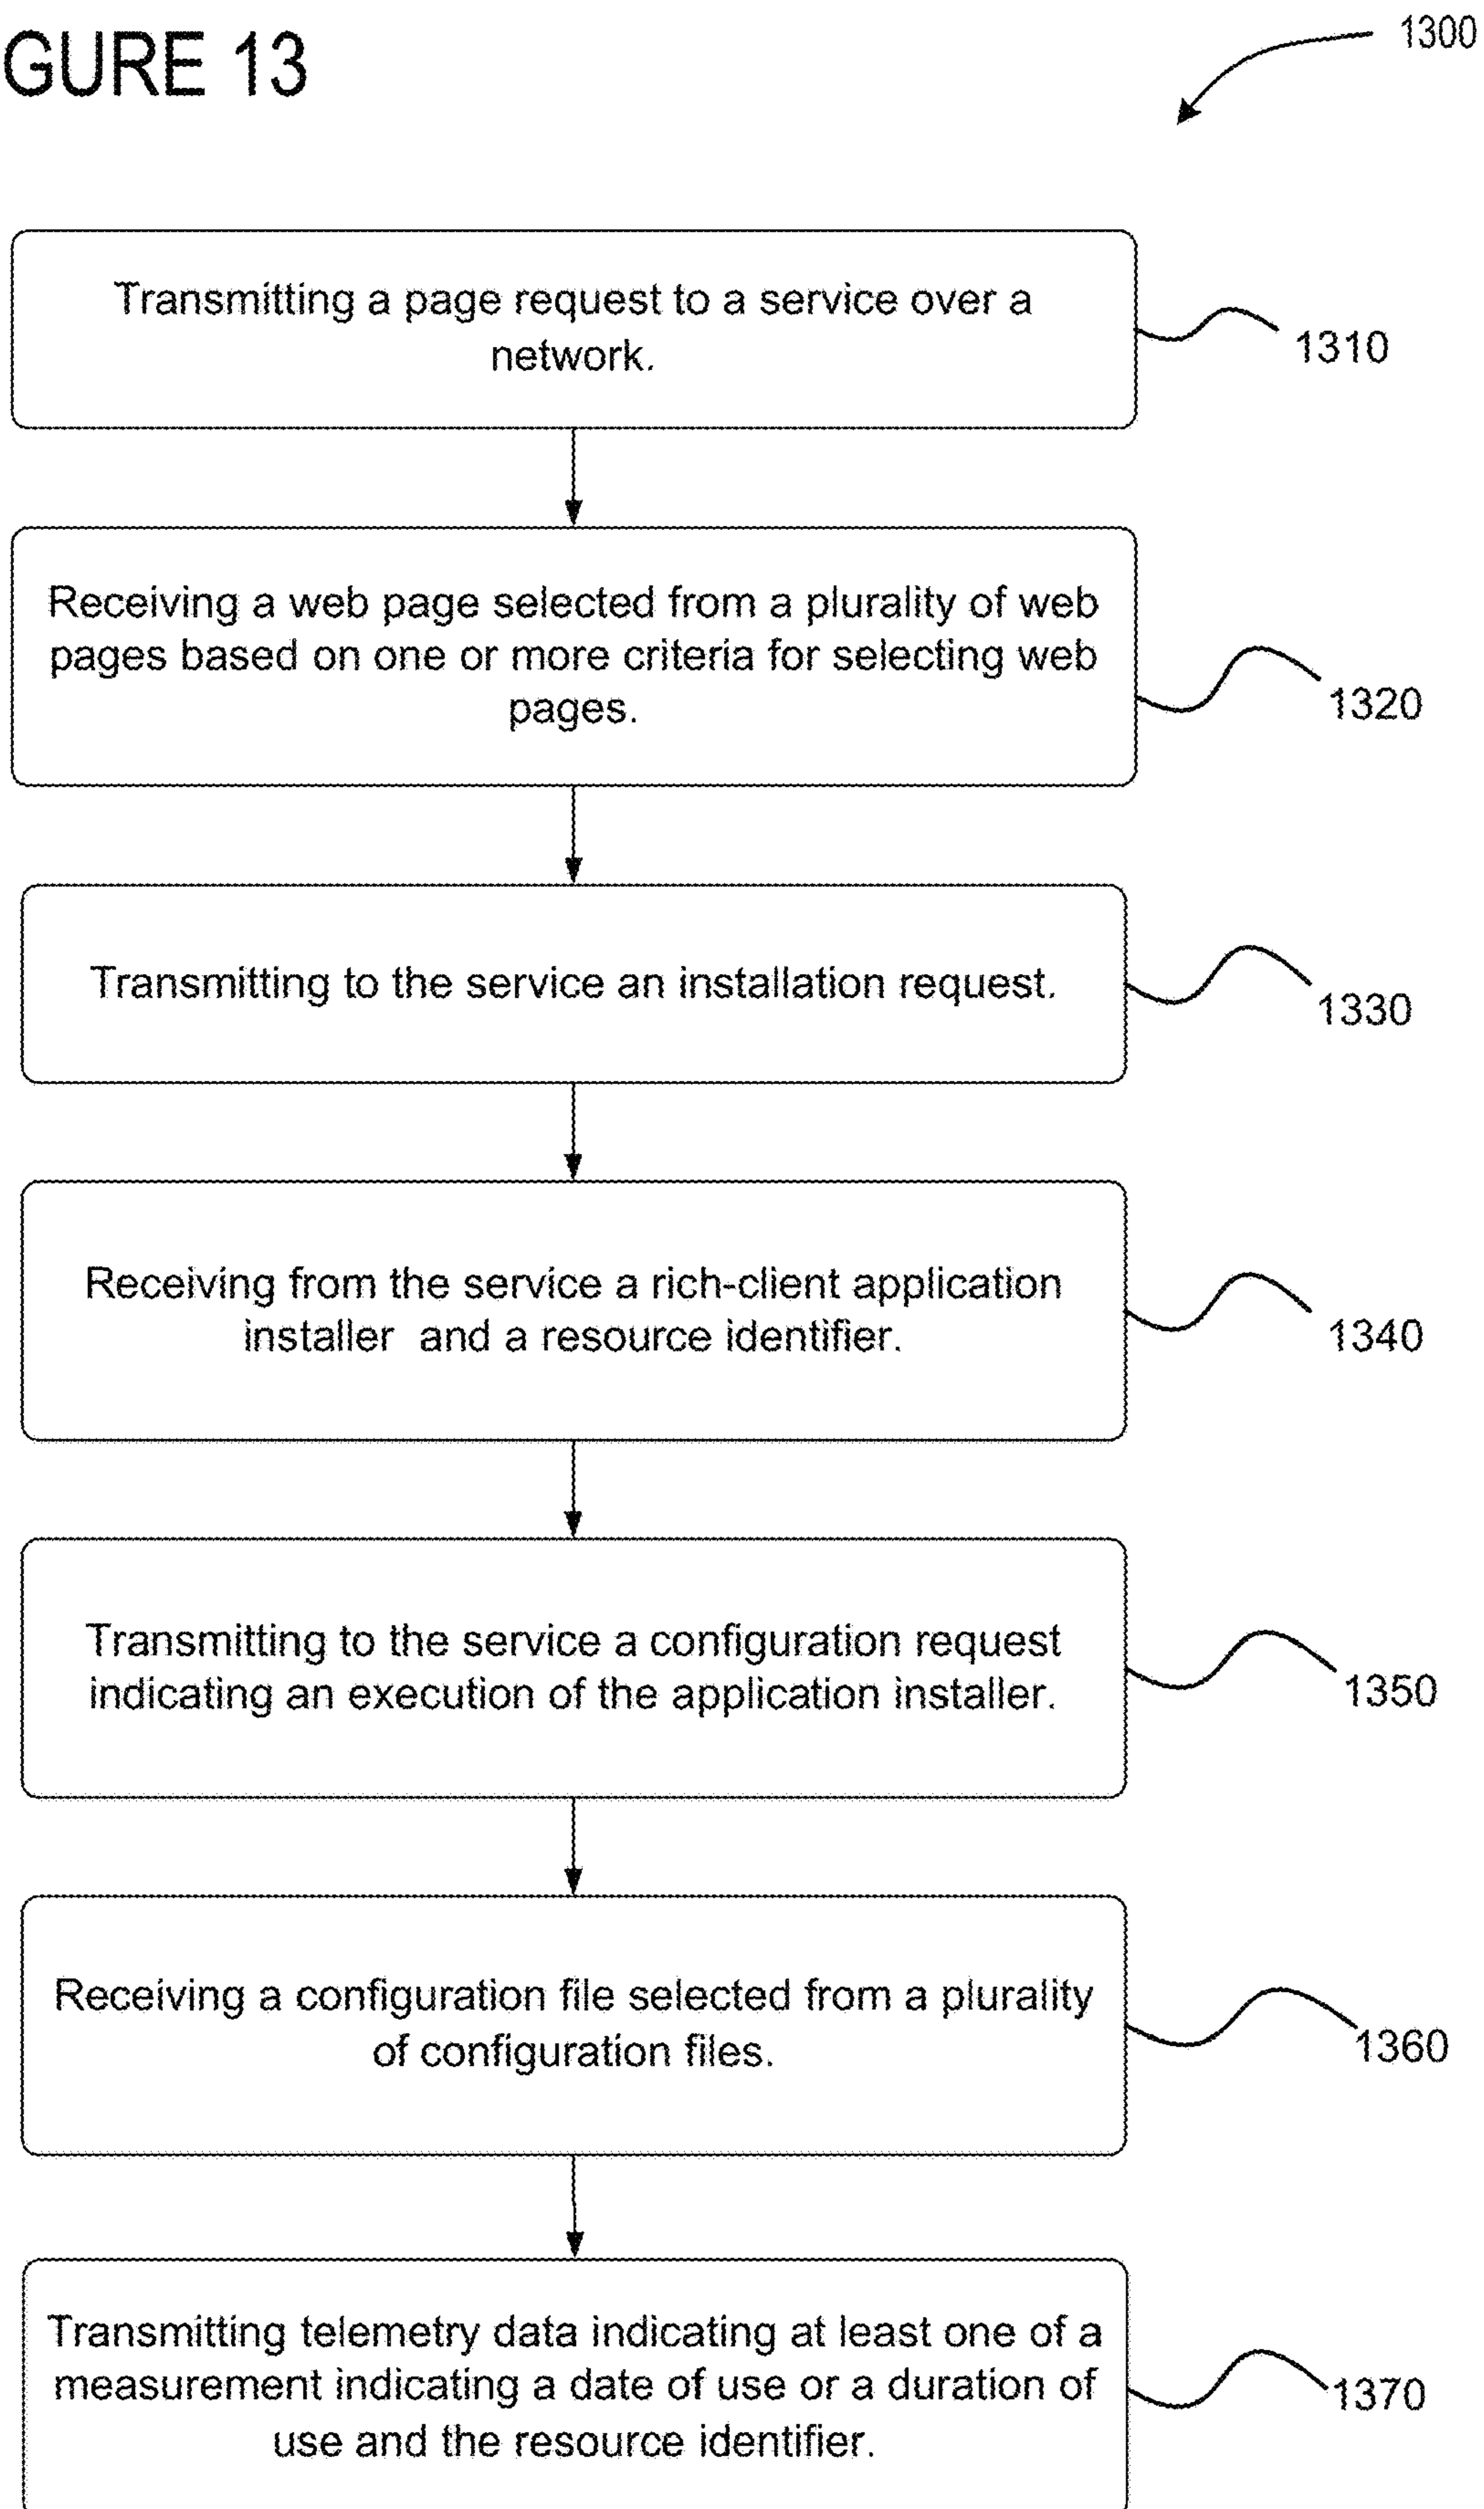 GURE 13
1300
Transmitting a page request to a service over a
network.
1310
Receiving a web page selected from a plurality of web
pages based on one or more criteria for selecting web
pages.
1320
Transmitting to the service an installation request.
1330
Receiving from the service a rich-client application
installer and a resource identifier.
1340
Transmitting to the service a configuration request
indicating an execution of the application installer.
1350
Receiving a configuration file selected from a plurality
of configuration files.
1360
Transmitting telemetry data indicating at least one of a
measurement indicating a date of use or a duration of
use and the resource identifier.
1370